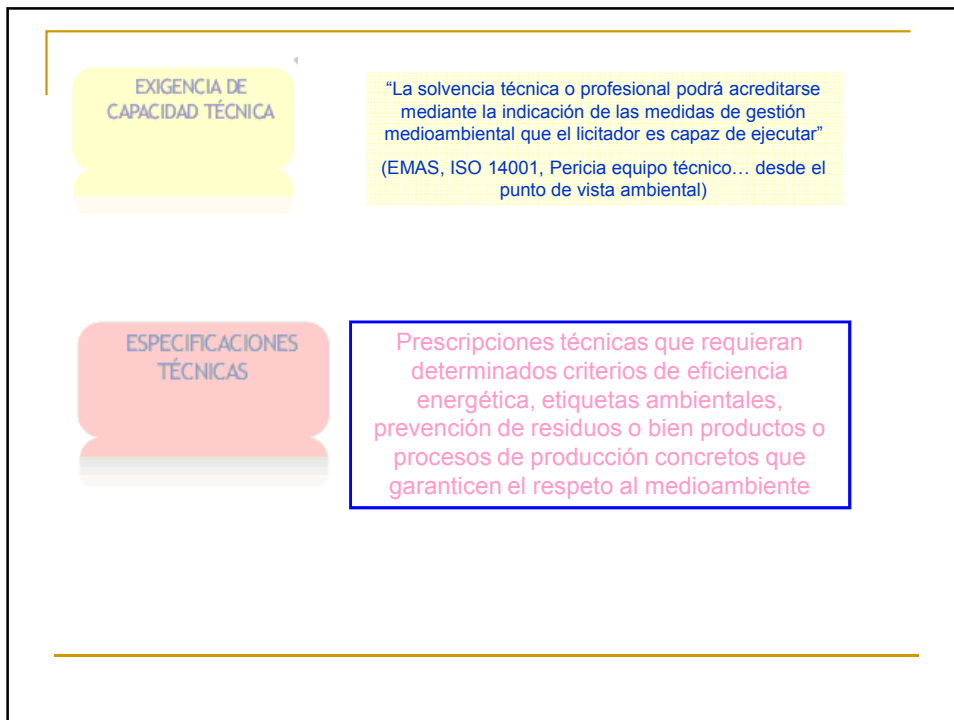 EXIGENCIA DE
CAPACIDAD TÉCNICA
“La solvencia técnica o profesional podrá acreditarse
mediante la indicación de las medidas de gestión
medioambiental que el licitador es capaz de ejecutar”
(EMAS, ISO 14001, Pericia equipo técnico… desde el
punto de vista ambiental)
ESPECIFICACIONES
TÉCNICAS
Prescripciones técnicas que requieran
determinados criterios de eficiencia
energética, etiquetas ambientales,
prevención de residuos o bien productos o
procesos de producción concretos que
garanticen el respeto al medioambiente